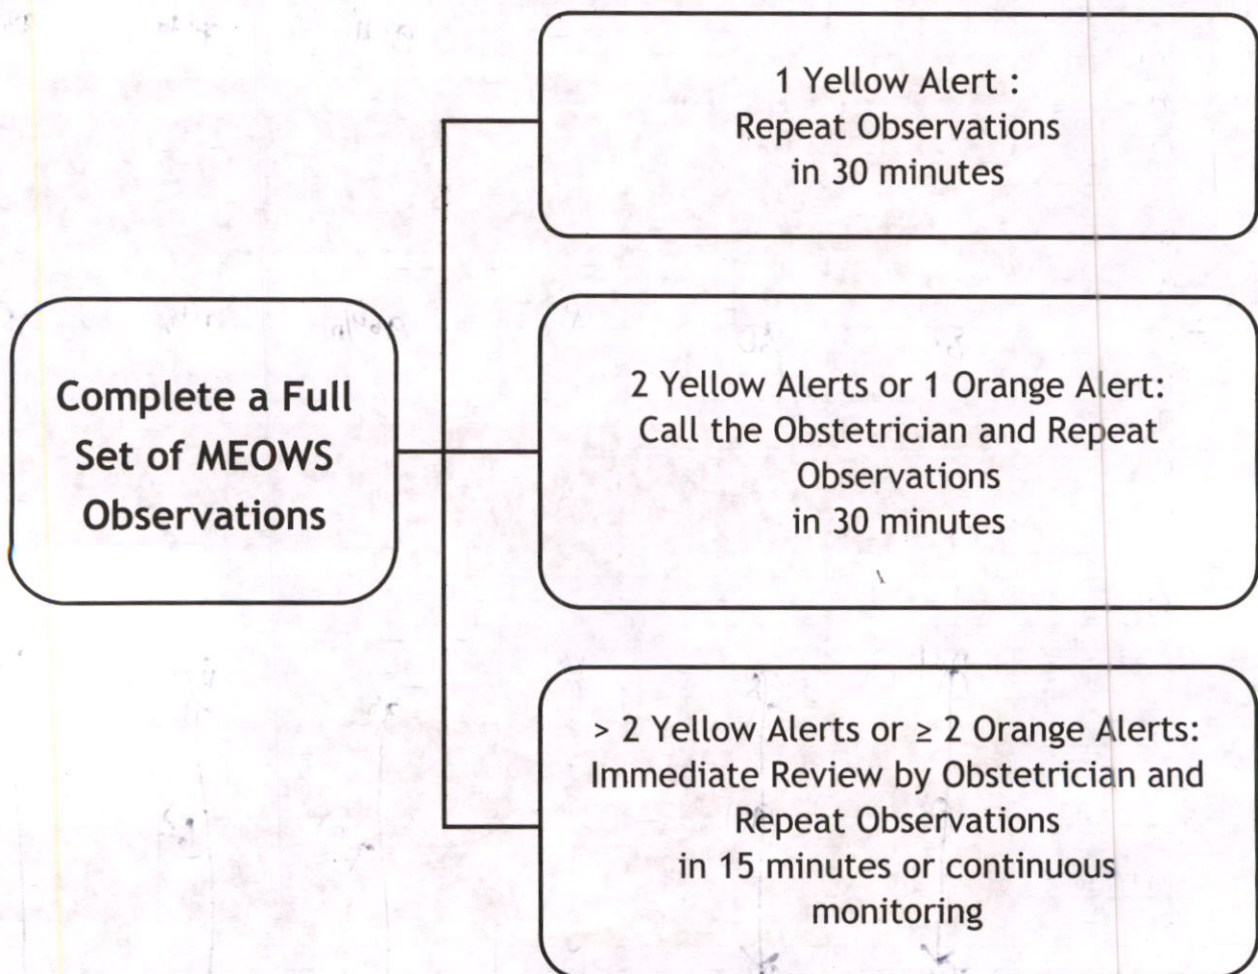 1 Yellow Alert :
Repeat Observations
in 30 minutes
Complete a Full
Set of MEOWS
Observations
2 Yellow Alerts or 1 Orange Alert:
Call the Obstetrician and Repeat
Observations
in 30 minutes
> 2 Yellow Alerts or ≥ 2 Orange Alerts:
Immediate Review by Obstetrician and
Repeat Observations
in 15 minutes or continuous
monitoring